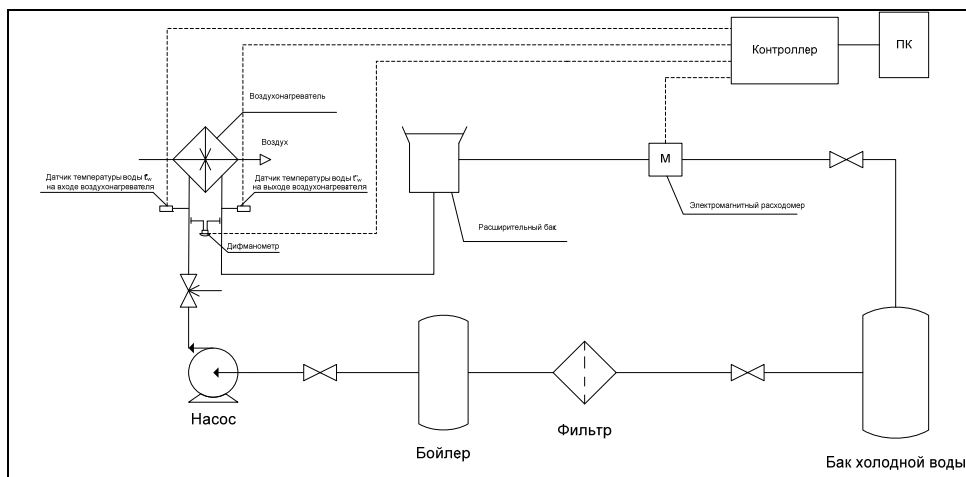 Контроллер
ПК
Воздухонагреватель
Воздух
Датчик температуры воды t'w
на входе воздухонагревателя
Датчик температуры воды t"w
на выходе воздухонагревателя
М
Электромагнитный расходомер
Расширительный бак
Дифманометр
Насос
Бойлер
Фильтр
Бак холодной воды